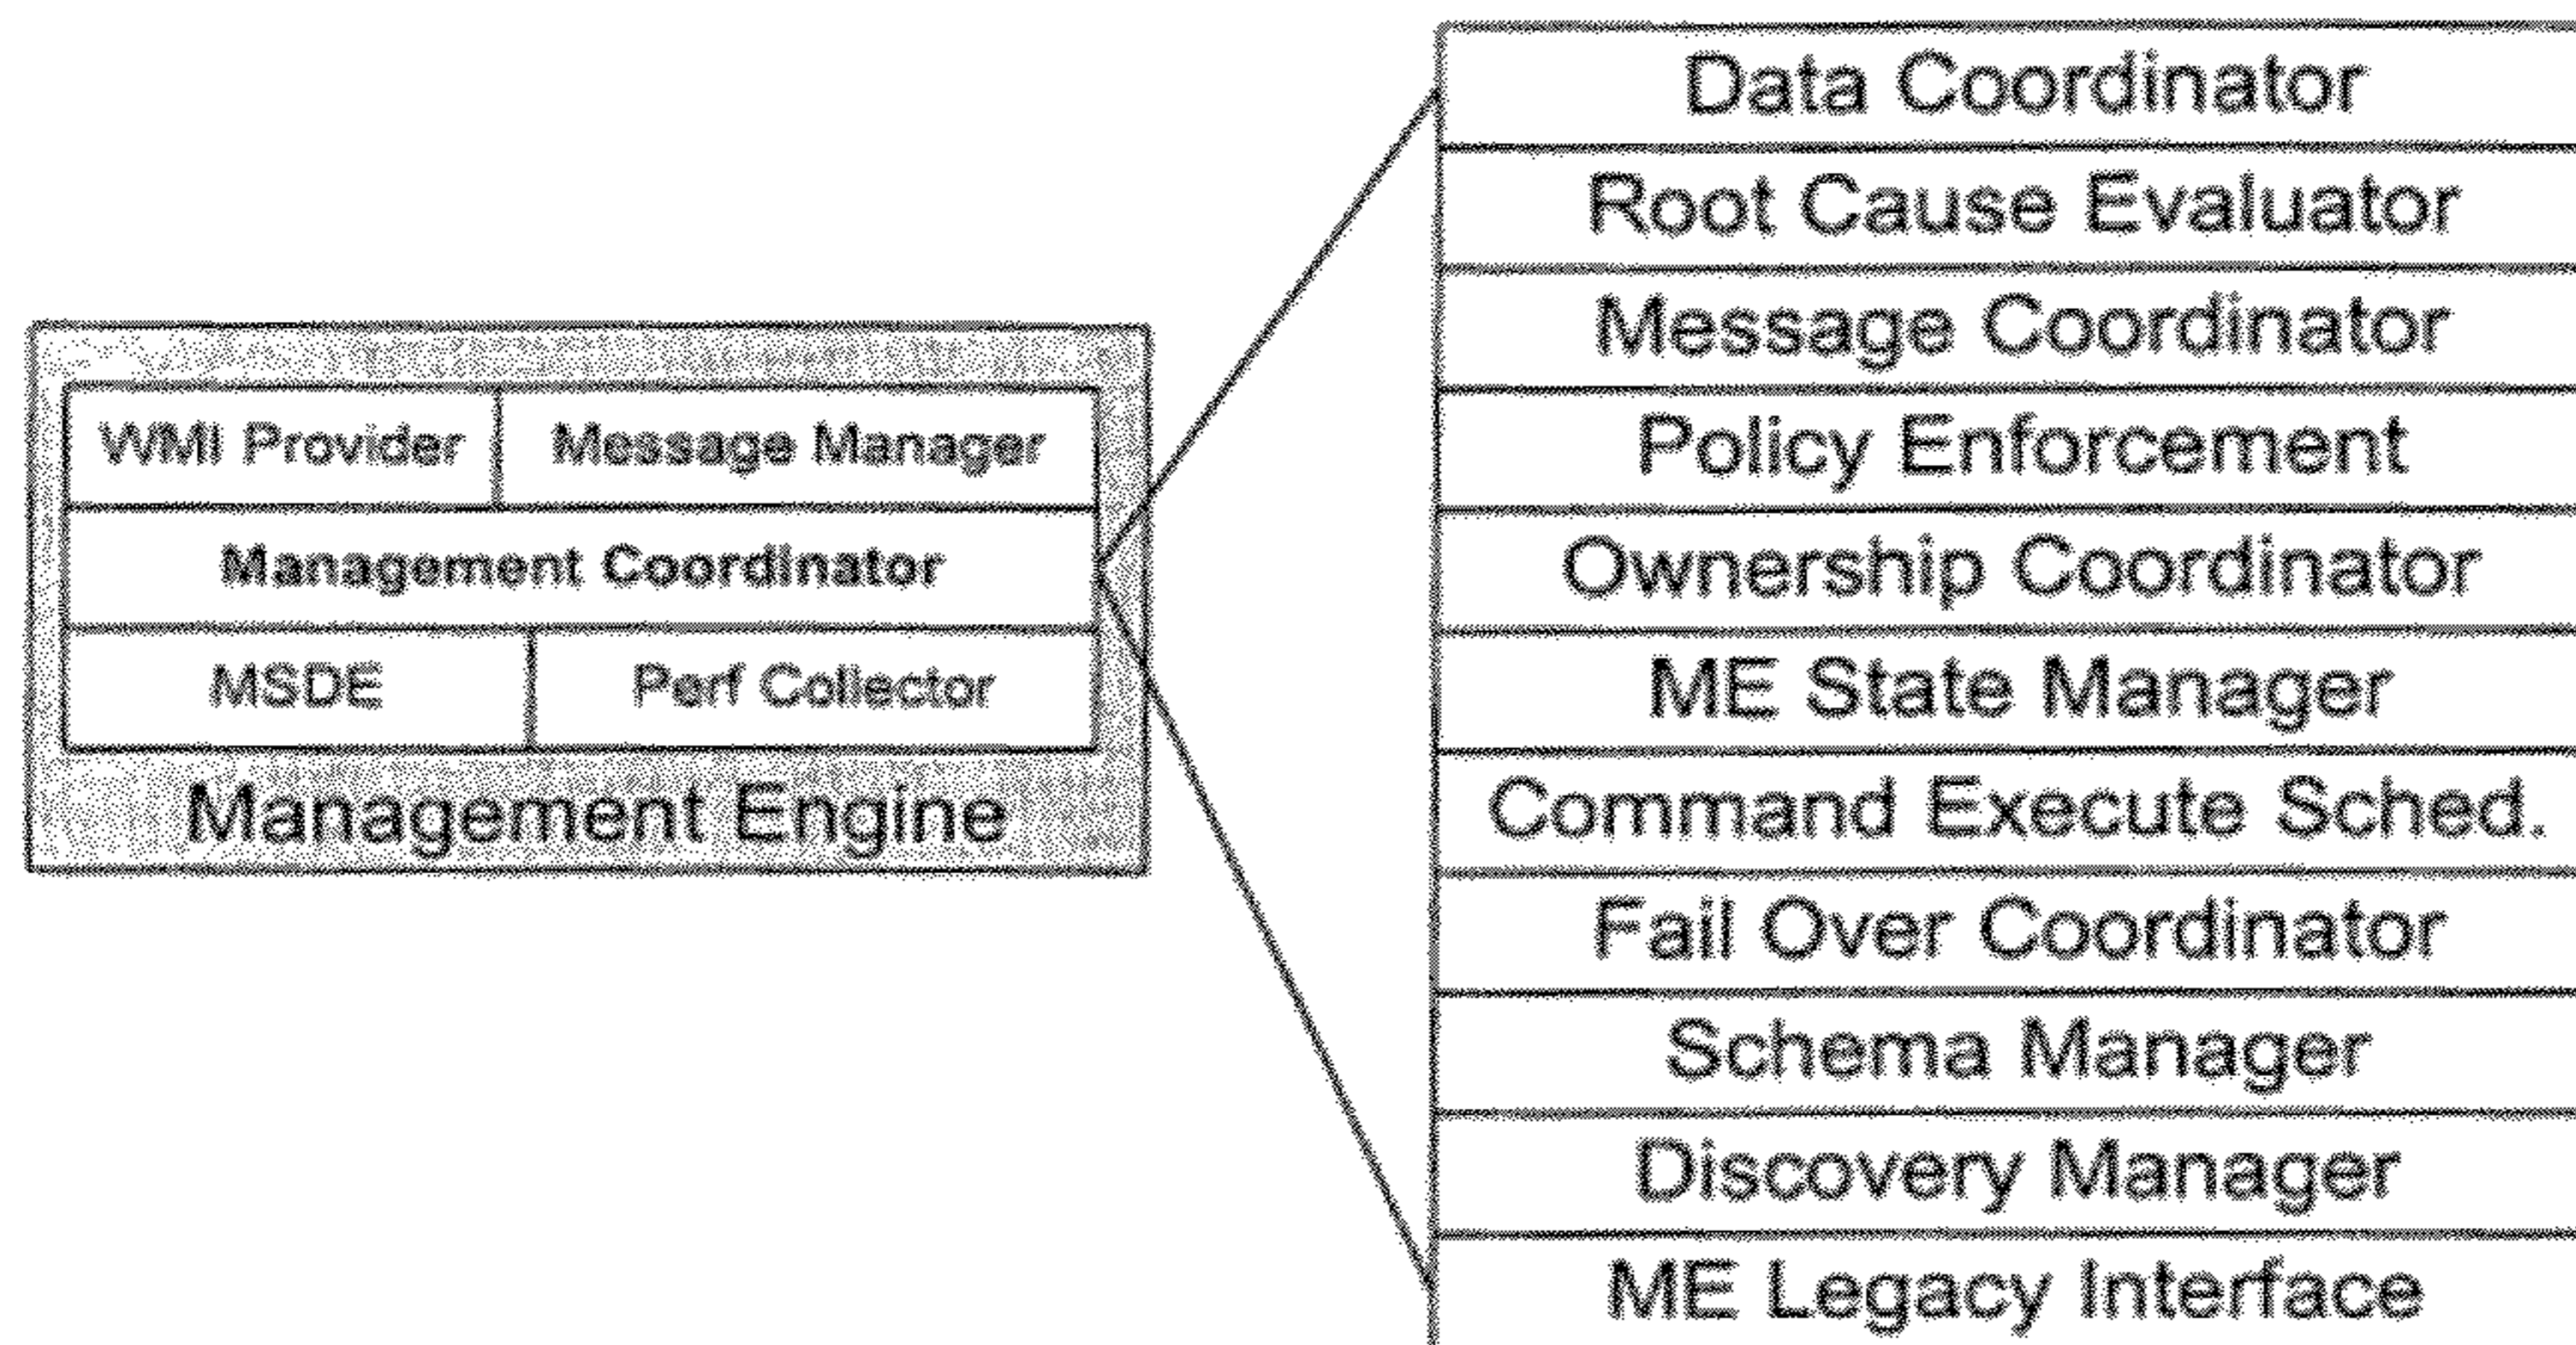 WMI Provider
Message Manager
Management Coordinator
MSDE
Perf Collector
Management Engine
Data Coordinator
Root Cause Evaluator
Message Coordinator
Policy Enforcement
Ownership Coordinator
ME State Manager
Command Execute Sched.
Fail Over Coordinator
Schema Manager
Discovery Manager
ME Legacy Interface